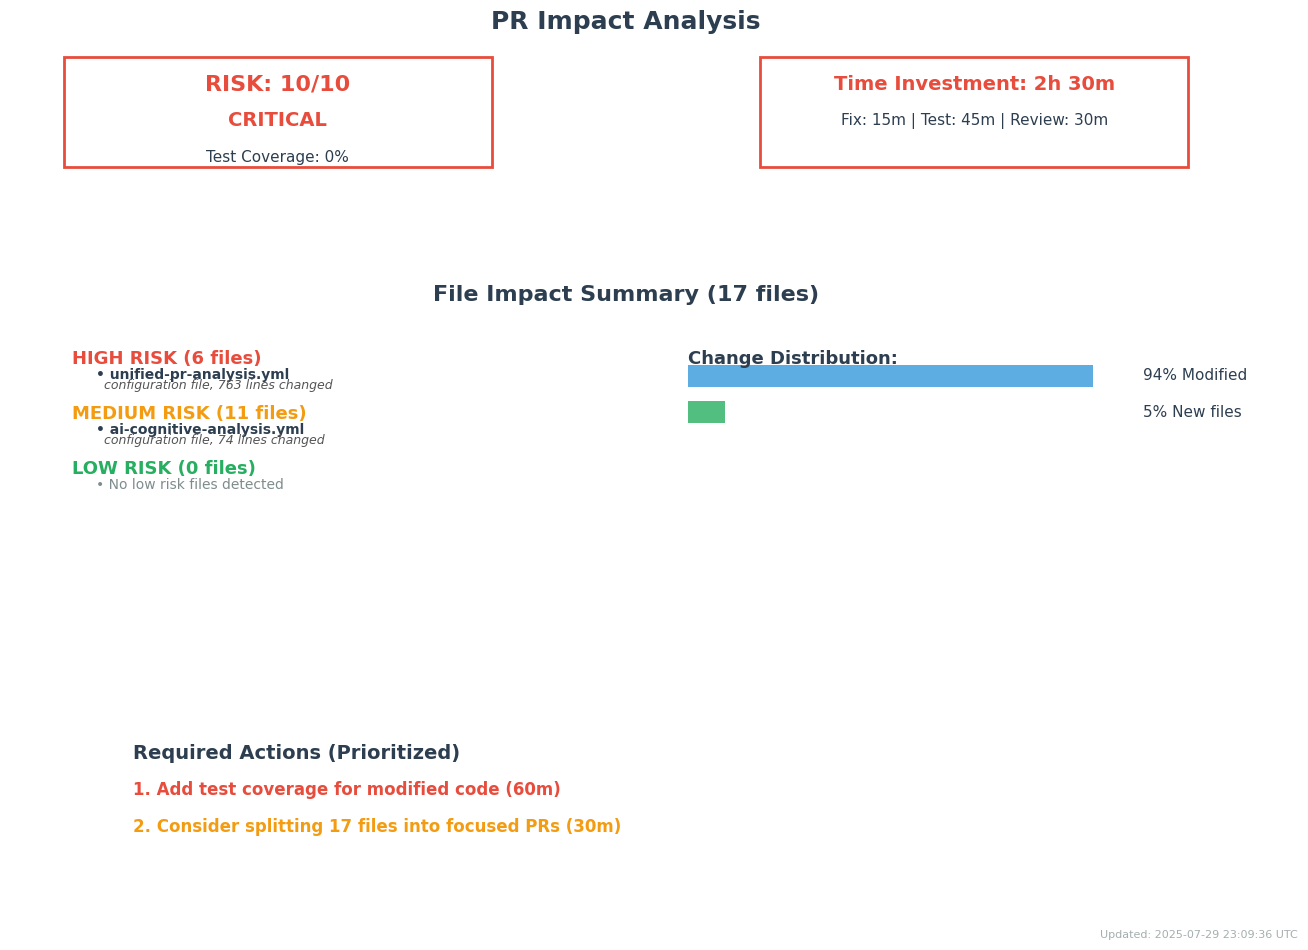 PR Impact Analysis
RISK: 10/10
CRITICAL
Test Coverage: 0%
Time Investment: 2h 30m
Fix: 15m | Test: 45m | Review: 30m
File Impact Summary (17 files)
HIGH RISK (6 files)
• unified-pr-analysis.yml
configuration file, 763 lines changed
MEDIUM RISK (11 files)
• ai-cognitive-analysis.yml
configuration file, 74 lines changed
LOW RISK (0 files)
• No low risk files detected
Change Distribution:
94% Modified
5% New files
Required Actions (Prioritized)
1. Add test coverage for modified code (60m)
2. Consider splitting 17 files into focused PRs (30m)
Updated: 2025-07-29 23:09:36 UTC